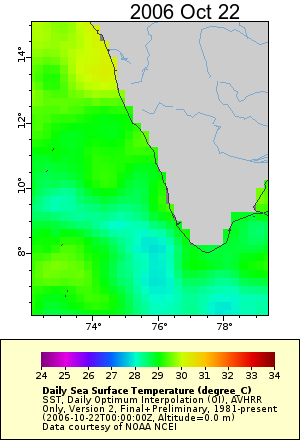 2006 Oct 22
14°
12°
10°
8°
74° 76° 78°
24 25 26 27 28 29 30 31 32 33 34
Daily Sea Surface Temperature (degree_C)
SST, Daily Optimum Interpolation (OI), AVHRR
Only, Version 2, Final+Preliminary, 1981-present
(2006-10-22T00:00:00Z, Altitude=0.0 m)
Data courtesy of NOAA NCEI